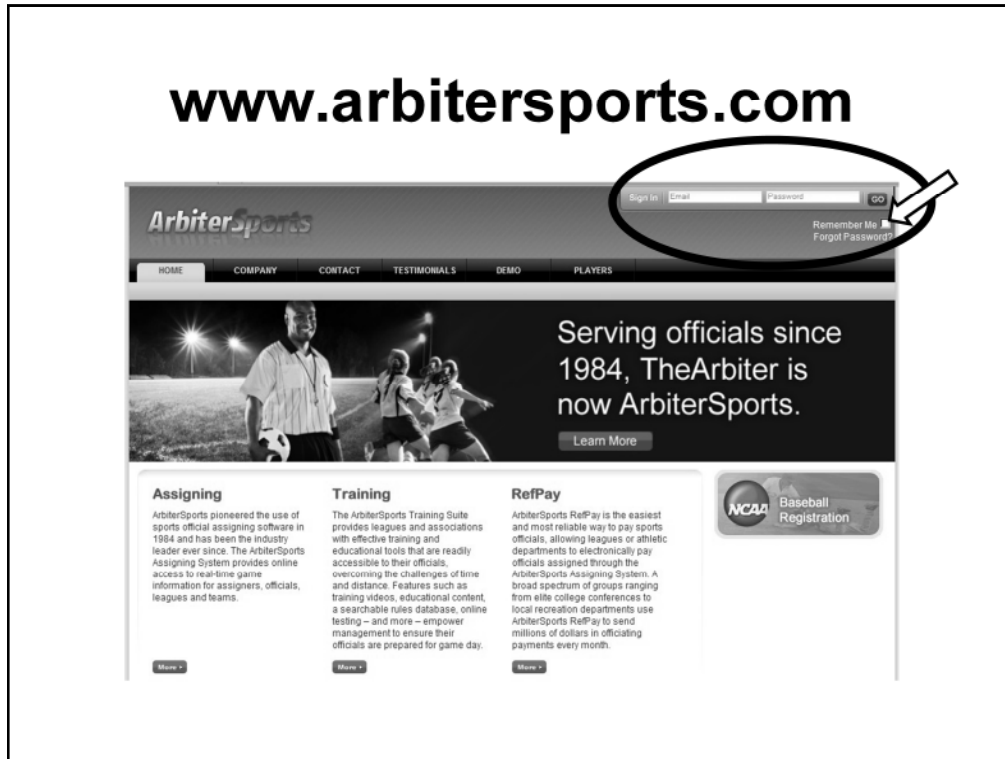 www.arbitersports.com
Sign In Email Password GO
Remember Me
Forgot Password?
ArbiterSports
HOME COMPANY CONTACT TESTIMONIALS DEMO PLAYERS
Serving officials since
1984, TheArbiter is
now ArbiterSports.
Learn More
Assigning
ArbiterSports pioneered the use of
sports official assigning software in
1984 and has been the industry
leader ever since. The ArbiterSports
Assigning System provides online
access to real-time game
information for assigners, officials,
leagues and teams.
More
Training
The ArbiterSports Training Suite
provides leagues and associations
with effective training and
educational tools that are readily
accessible to their officials,
overcoming the challenges of time
and distance. Features such as
training videos, educational content,
a searchable rules database, online
testing – and more – empower
management to ensure their
officials are prepared for game day.
More
RefPay
ArbiterSports RefPay is the easiest
and most reliable way to pay sports
officials, allowing leagues or athletic
departments to electronically pay
officials assigned through the
ArbiterSports Assigning System. A
broad spectrum of groups ranging
from elite college conferences to
local recreation departments use
ArbiterSports RefPay to send
millions of dollars in officiating
payments every month.
More
NCAA
Baseball
Registration